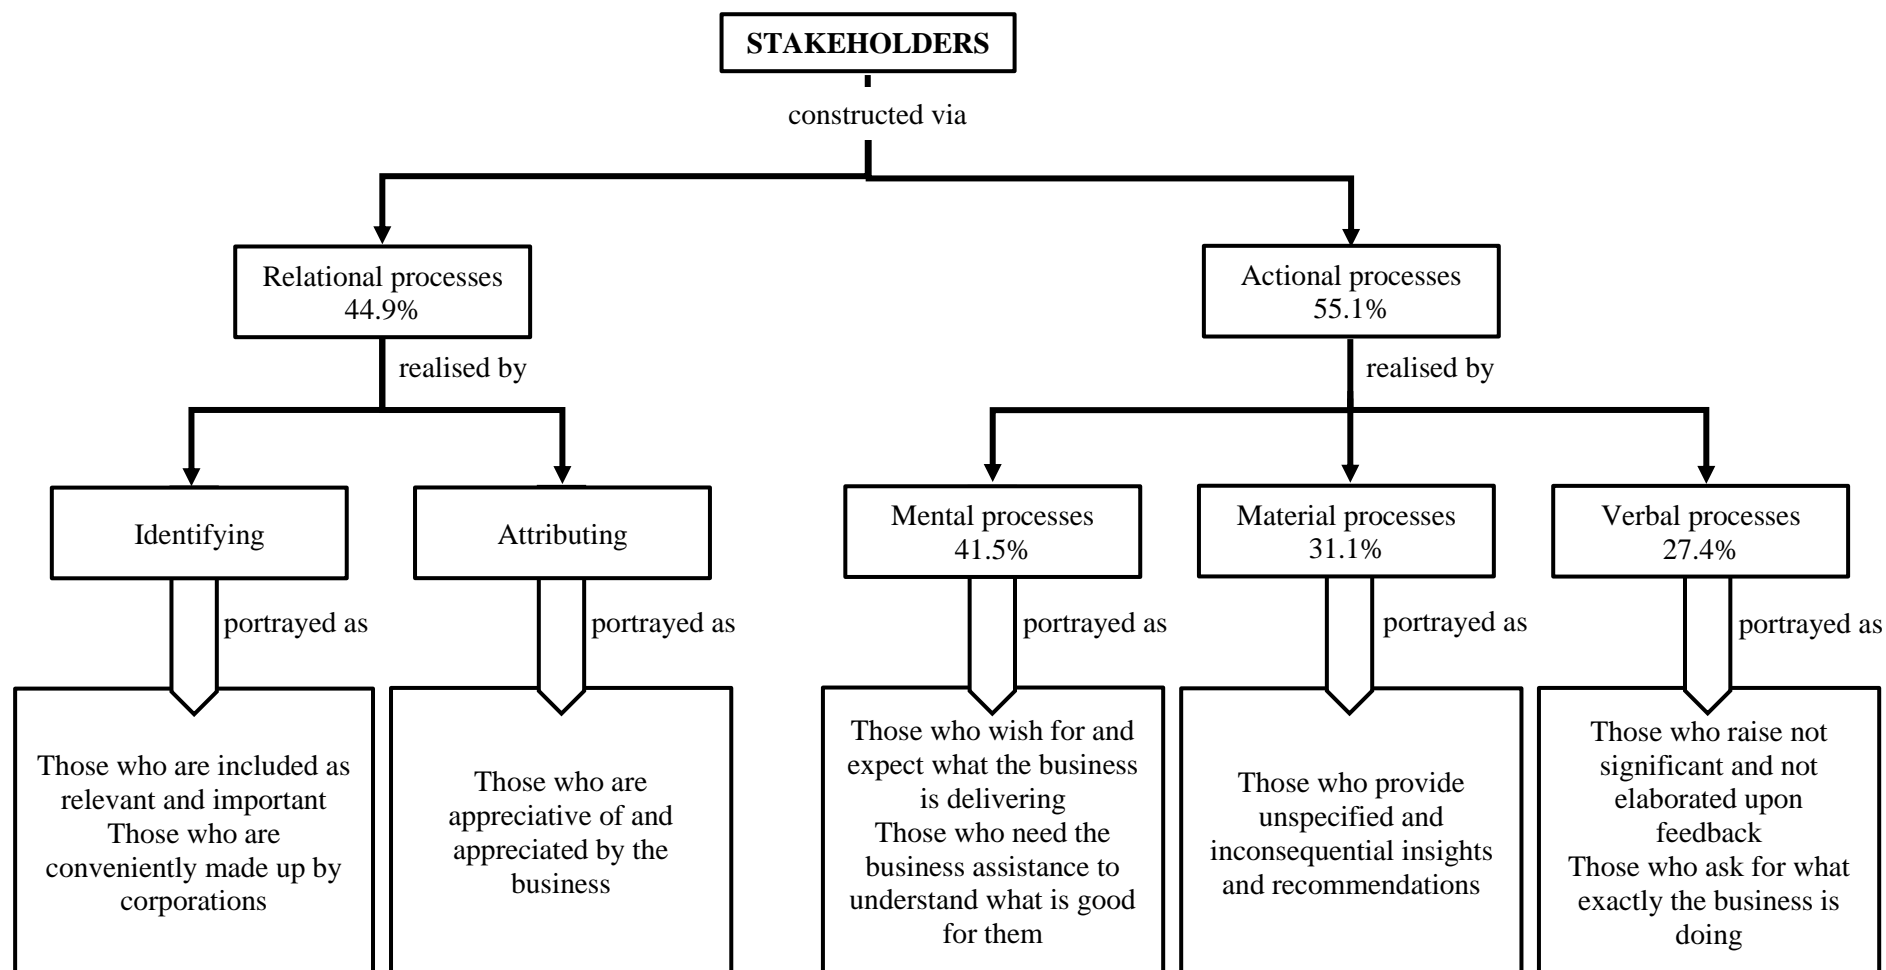 STAKEHOLDERS
constructed via
Relational processes
44.9%
Actional processes
55.1%
realised by
realised by
Identifying
Attributing
Mental processes
41.5%
Material processes
31.1%
Verbal processes
27.4%
portrayed as
portrayed as
portrayed as
portrayed as
portrayed as
Those who are included as
relevant and important
Those who are
conveniently made up by
corporations
Those who are
appreciative of and
appreciated by the
business
Those who wish for and
expect what the business
is delivering
Those who need the
business assistance to
understand what is good
for them
Those who provide
unspecified and
inconsequential insights
and recommendations
Those who raise not
significant and not
elaborated upon
feedback
Those who ask for what
exactly the business is
doing